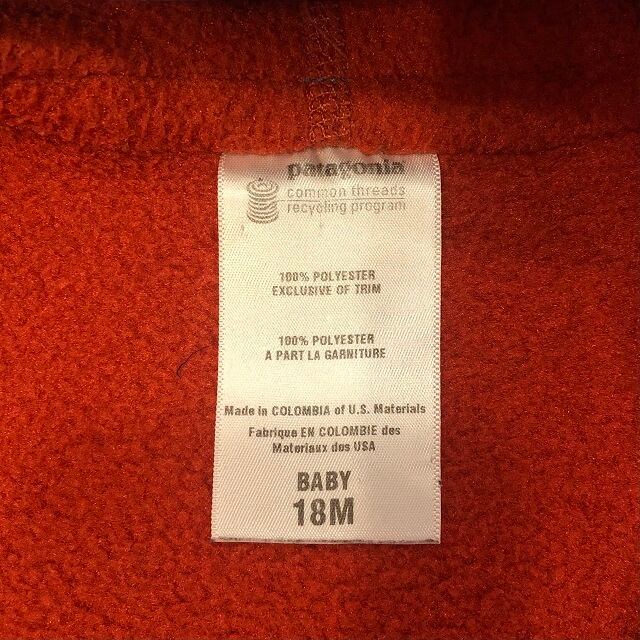 patagonia
common threads
recycling program
100% POLYESTER
EXCLUSIVE OF TRIM
100% POLYESTER
A PART LA GARNITURE
Made in COLOMBIA of U.S. Materials
Fabrique EN COLOMBIE des
Materiaux des USA
BABY
18M